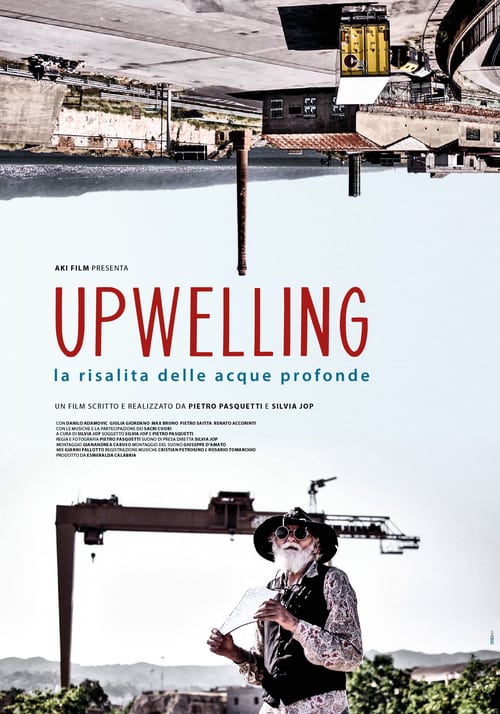 AKI FILM PRESENTA
UPWELLING
la risalita delle acque profonde
UN FILM SCRITTO E REALIZZATO DA PIETRO PASQUETTI E SILVIA JOP
CON DANILO ADAMOVIC GIULIA GIORDANO MAX BRUNO PIETRO SAITTA RENATO ACCORINTI
CON LE MUSICHE E LA PARTECIPAZIONE DEI SACRI CUORI
A CURA DI SILVIA JOP SOGGETTO SILVIA JOP E PIETRO PASQUETTI
REGIA E FOTOGRAFIA PIETRO PASQUETTI SUONO DI PRESA DIRETTA SILVIA JOP
MONTAGGIO GIANANDREA CARUSO MONTAGGIO DEL SUONO GIUSEPPE D'AMATO
MIX GIANNI PALLOTTO REGISTRAZIONE MUSICHE CRISTIAN PETROSINO E ROSARIO TOMARCHIO
PRODOTTO DA ESMERALDA CALABRIA